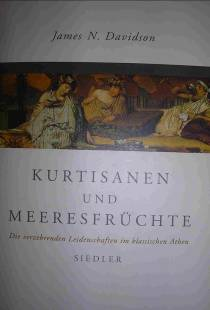 James N. Davidson
KURTISANEN
UND
MEERESFRÜCHTE
Die verzehrenden Leidenschaften im klassischen Athen
SIEDLER